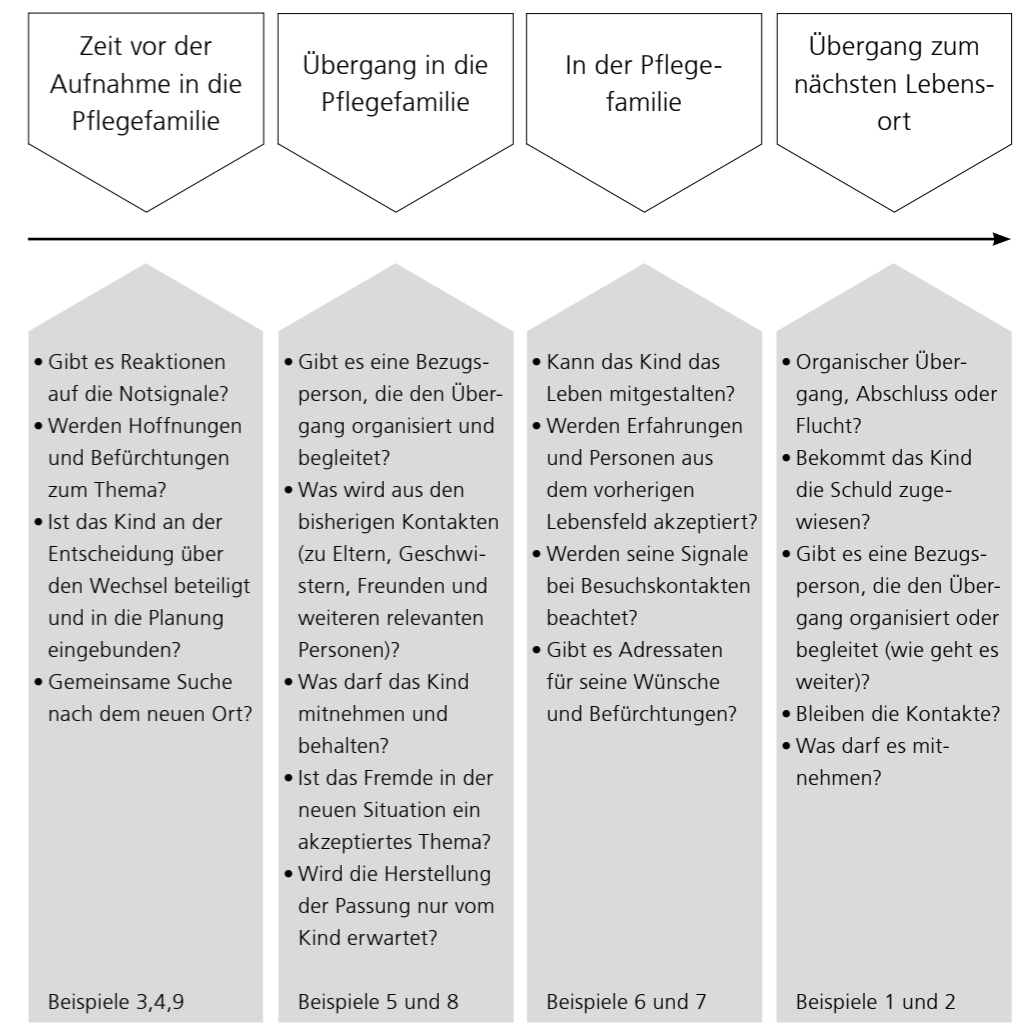 Zeit vor der
Aufnahme in die
Pflegefamilie
Übergang in die
Pflegefamilie
In der Pflege-
familie
Übergang zum
nächsten Lebens-
ort
• Gibt es Reaktionen
auf die Notsignale?
• Werden Hoffnungen
und Befürchtungen
zum Thema?
• Ist das Kind an der
Entscheidung über
den Wechsel beteiligt
und in die Planung
eingebunden?
• Gemeinsame Suche
nach dem neuen Ort?
Beispiele 3,4,9
• Gibt es eine Bezugs-
person, die den Über-
gang organisiert und
begleitet?
• Was wird aus den
bisherigen Kontakten
(zu Eltern, Geschwi-
stern, Freunden und
weiteren relevanten
Personen)?
• Was darf das Kind
mitnehmen und
behalten?
• Ist das Fremde in der
neuen Situation ein
akzeptiertes Thema?
• Wird die Herstellung
der Passung nur vom
Kind erwartet?
Beispiele 5 und 8
• Kann das Kind das
Leben mitgestalten?
• Werden Erfahrungen
und Personen aus
dem vorherigen
Lebensfeld akzeptiert?
• Werden seine Signale
bei Besuchskontakten
beachtet?
• Gibt es Adressaten
für seine Wünsche
und Befürchtungen?
Beispiele 6 und 7
• Organischer Über-
gang, Abschluss oder
Flucht?
• Bekommt das Kind
die Schuld zuge-
wiesen?
• Gibt es eine Bezugs-
person, die den Über-
gang organisiert oder
begleitet (wie geht es
weiter)?
• Bleiben die Kontakte?
• Was darf es mit-
nehmen?
Beispiele 1 und 2